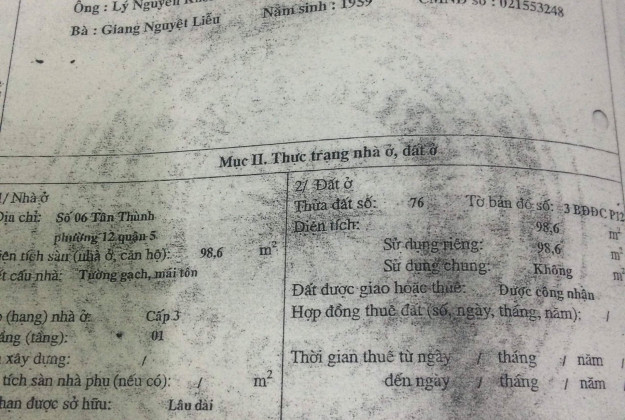 Ông : Lý Nguyên
Năm sinh : 1959
CMND số : 021553248
Bà : Giang Nguyệt Liễu
Mục II. Thực trạng nhà ở, đất ở
1/ Nhà ở
Địa chỉ: Số 06 Tân Thành
phường 12 quận 5
diện tích sàn (nhà ở, căn hộ): 98,6 m²
kết cấu nhà: Tường gạch, mái tôn
(hạng) nhà ở: Cấp 3
tầng (tầng): 01
xây dựng: /
tích sàn nhà phụ (nếu có): / m²
hạn được sở hữu: Lâu dài
2/ Đất ở
Thửa đất số: 76 Tờ bản đồ số: 3 BĐĐC P12
Diện tích: 98,6 m²
Sử dụng riêng: 98,6 m²
Sử dụng chung: Không m
Đất được giao hoặc thuê: Được công nhận
Hợp đồng thuê đất (số, ngày, tháng, năm): /
Thời gian thuê từ ngày / tháng / năm /
đến ngày / tháng / năm /